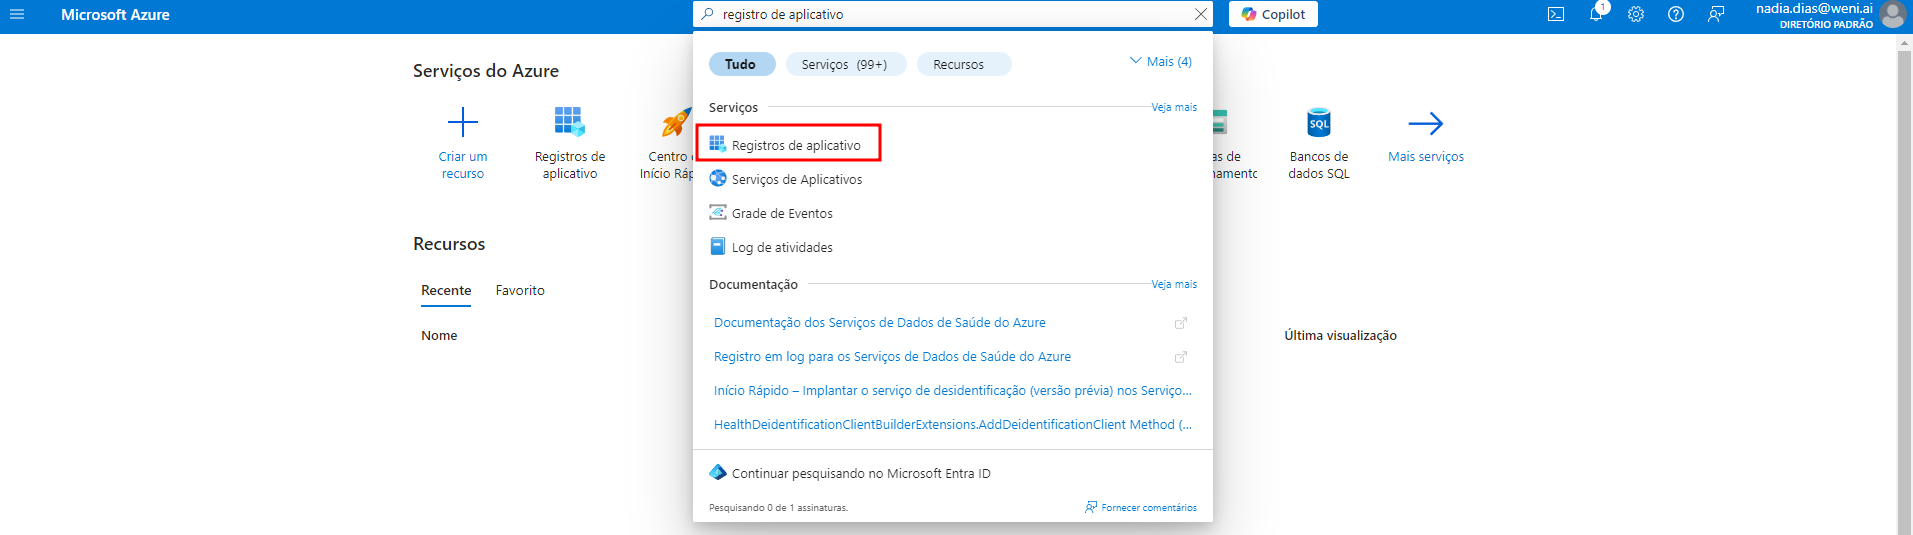 Microsoft Azure
registro de aplicativo
Copilot
1
nadia.dias@weni.ai
DIRETÓRIO PADRÃO
Serviços do Azure
Criar um
recurso
Registros de
aplicativo
Centro
Início Ráp
as de
namento
SQL
Bancos de
dados SQL
Mais serviços
Tudo
Serviços (99+)
Recursos
Mais (4)
Serviços
Veja mais
Registros de aplicativo
Serviços de Aplicativos
Grade de Eventos
Log de atividades
Documentação
Veja mais
Documentação dos Serviços de Dados de Saúde do Azure
Registro em log para os Serviços de Dados de Saúde do Azure
Início Rápido – Implantar o serviço de desidentificação (versão prévia) nos Serviço...
HealthDeidentificationClientBuilderExtensions.AddDeidentificationClient Method (...
Continuar pesquisando no Microsoft Entra ID
Pesquisando 0 de 1 assinaturas.
Fornecer comentários
Recursos
Recente
Favorito
Nome
Última visualização